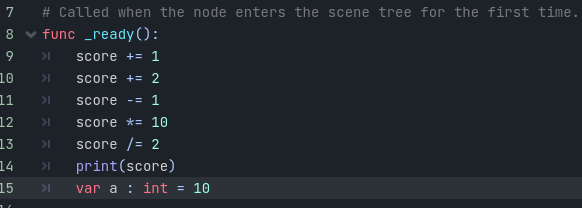 7 # Called when the node enters the scene tree for the first time.
8 func _ready():
9 score += 1
10 score += 2
11 score -= 1
12 score *= 10
13 score /= 2
14 print(score)
15 var a : int = 10